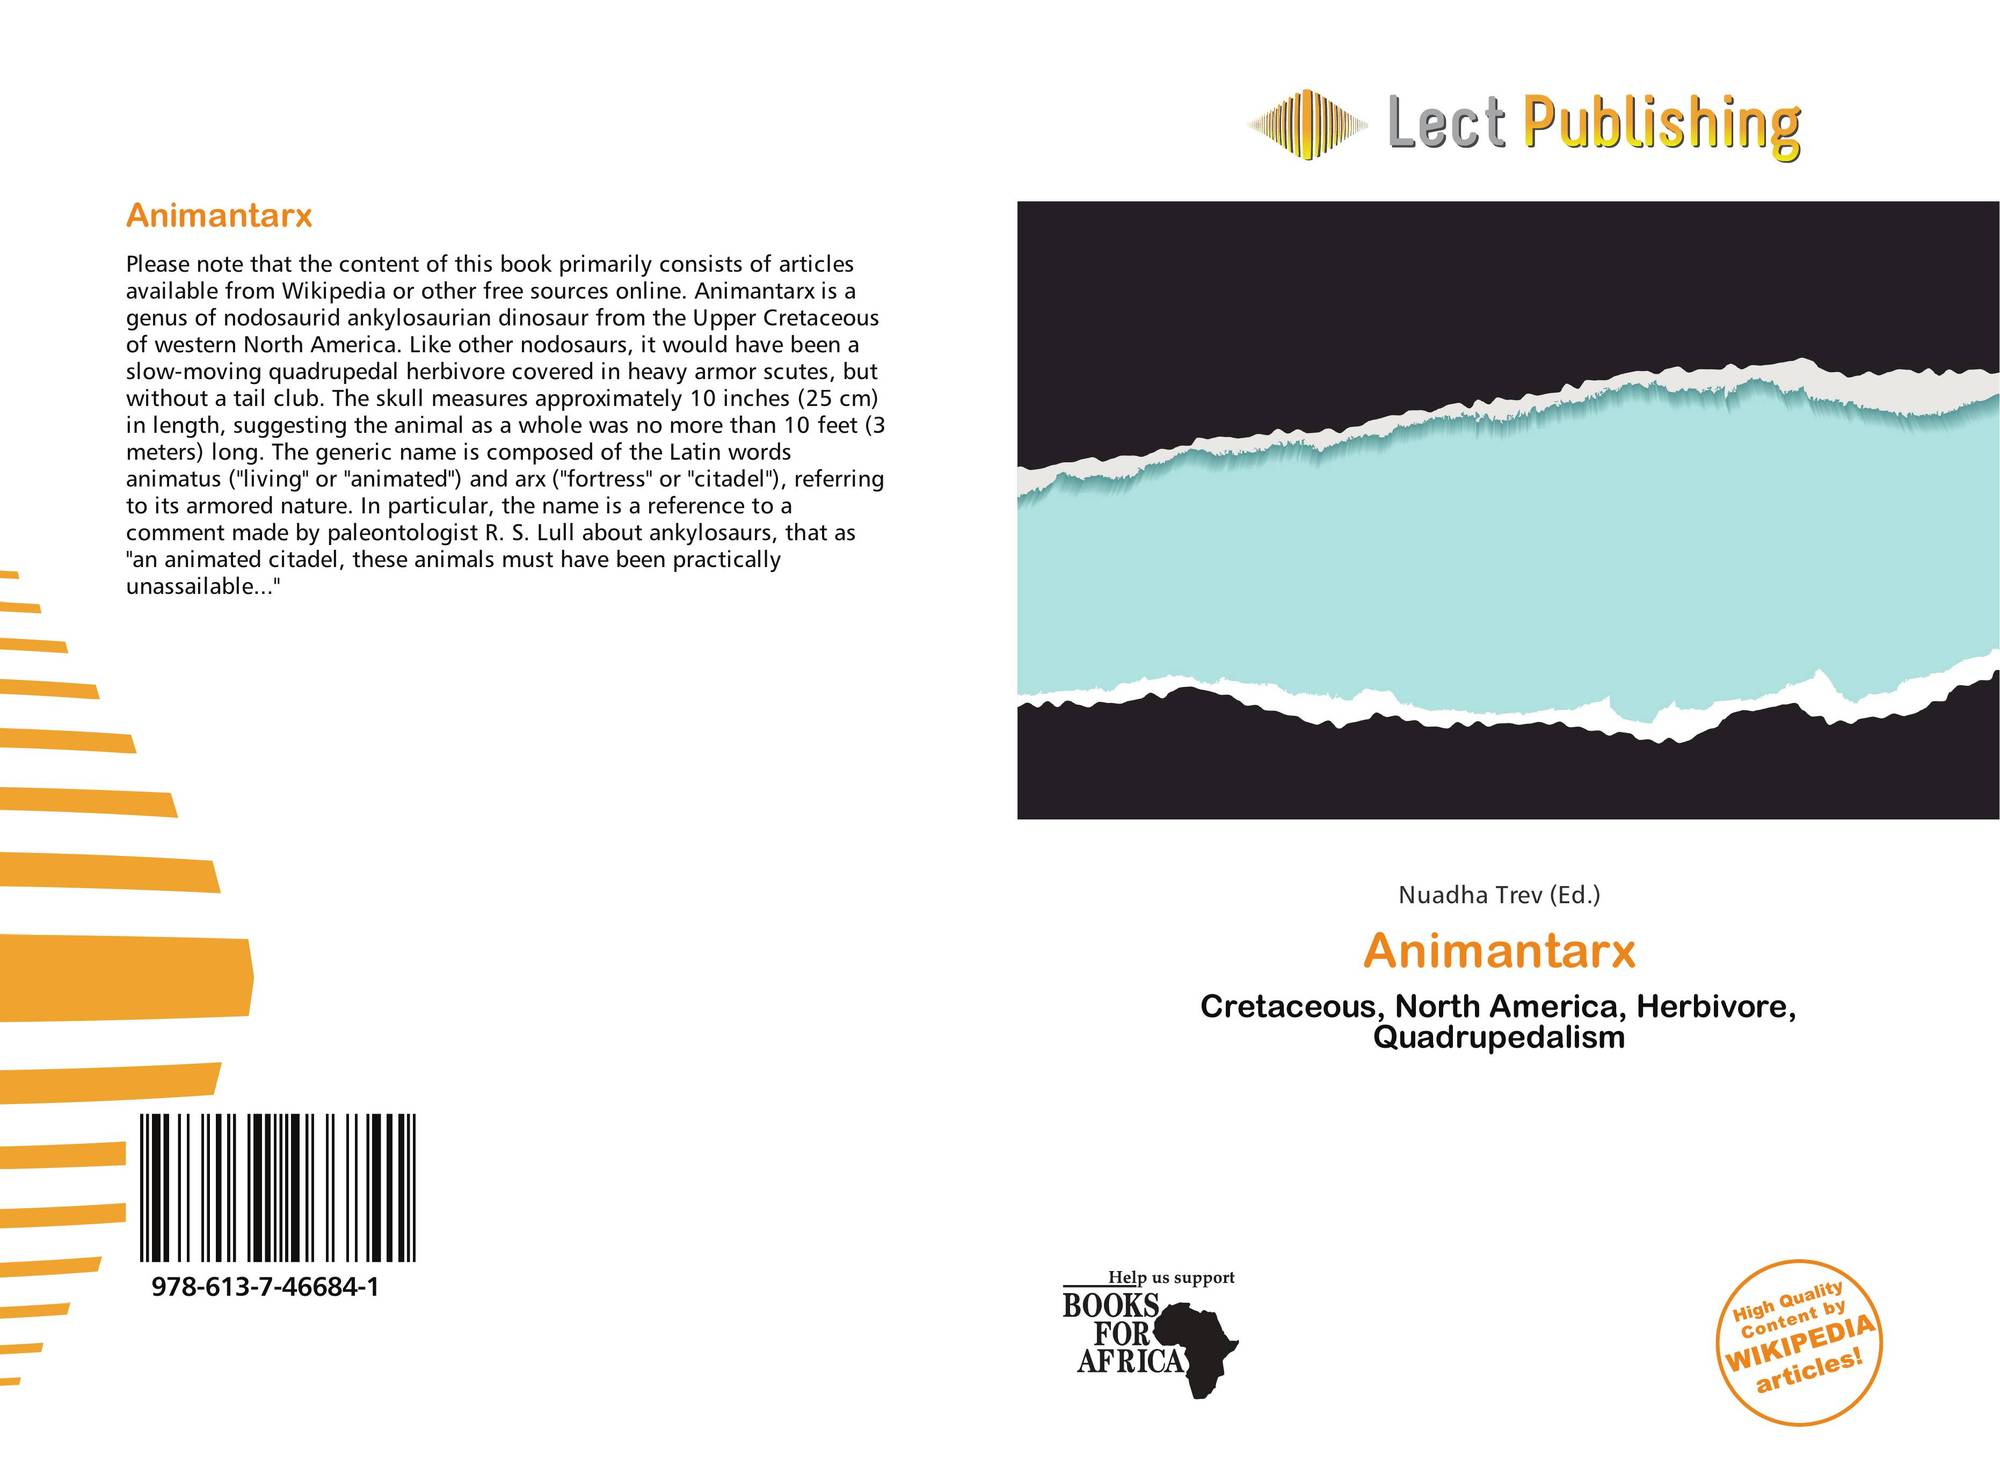 Animantarx
Please note that the content of this book primarily consists of articles
available from Wikipedia or other free sources online. Animantarx is a
genus of nodosaurid ankylosaurian dinosaur from the Upper Cretaceous
of western North America. Like other nodosaurs, it would have been a
slow-moving quadrupedal herbivore covered in heavy armor scutes, but
without a tail club. The skull measures approximately 10 inches (25 cm)
in length, suggesting the animal as a whole was no more than 10 feet (3
meters) long. The generic name is composed of the Latin words
animatus ("living" or "animated") and arx ("fortress" or "citadel"), referring
to its armored nature. In particular, the name is a reference to a
comment made by paleontologist R. S. Lull about ankylosaurs, that as
"an animated citadel, these animals must have been practically
unassailable..."
978-613-7-46684-1
Lect Publishing
Nuadha Trev (Ed.)
Animantarx
Cretaceous, North America, Herbivore,
Quadrupedalism
Help us support
BOOKS
FOR
AFRICA
High Quality
Content by
WIKIPEDIA
articles!